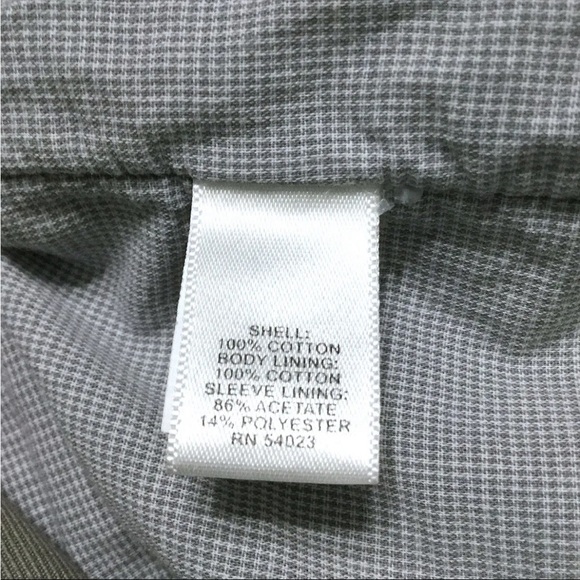 SHELL:
100% COTTON
BODY LINING:
100% COTTON
SLEEVE LINING:
86% ACETATE
14% POLYESTER
RN 54023